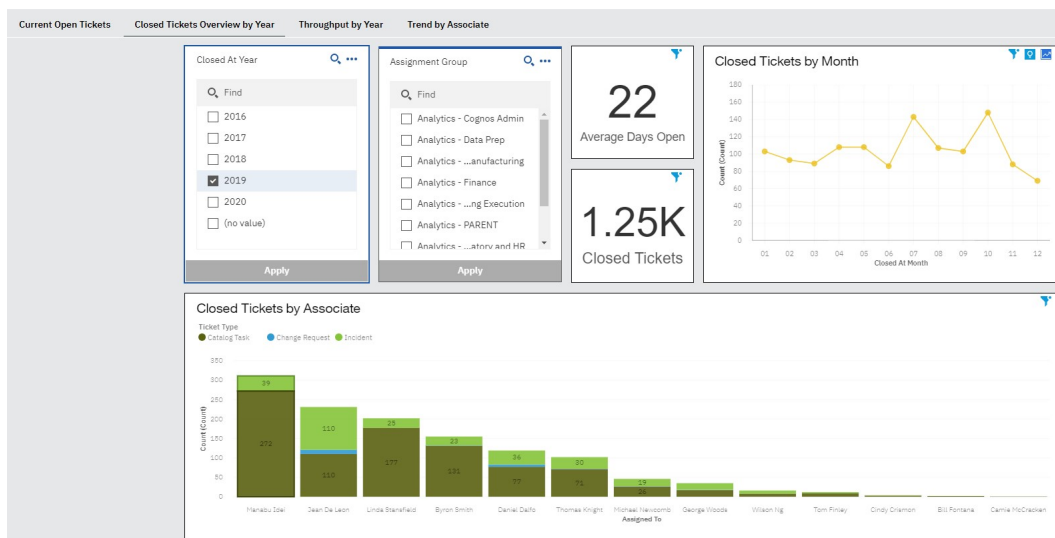 Current Open Tickets
Closed Tickets Overview by Year
Throughput by Year
Trend by Associate
Closed At Year
Find
2016
2017
2018
2019
2020
(no value)
Apply
Assignment Group
Find
Analytics - Cognos Admin
Analytics - Data Prep
Analytics - ...anufacturing
Analytics - Finance
Analytics - ...ng Execution
Analytics - PARENT
Analytics - ...atory and HR
Apply
22
Average Days Open
1.25K
Closed Tickets
Closed Tickets by Month
Count (Count)
180
160
140
120
100
80
60
40
20
0
01 02 03 04 05 06 07 08 09 10 11 12
Closed At Month
Closed Tickets by Associate
Ticket Type
Catalog Task Change Request Incident
Count (Count)
350
300
250
200
150
100
50
0
39
272
110
110
25
177
23
131
36
77
30
71
19
26
Manabu Idei Jean De Leon Linda Stansfield Byron Smith Daniel Dalfo Thomas Knight Michael Newcomb George Woods Wilson Ng Tom Finley Cindy Crismon Bill Fontana Camie McCracken
Assigned To